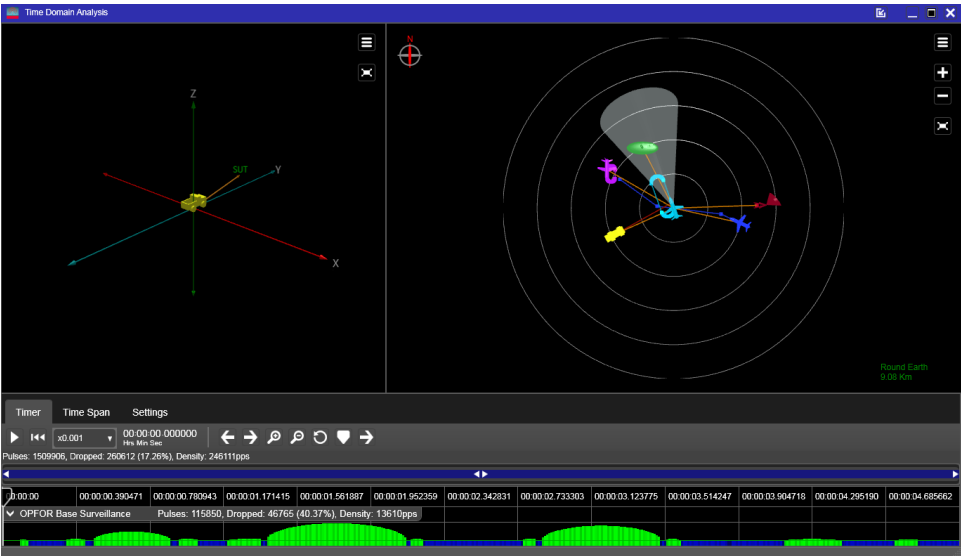 Time Domain Analysis
N
Z
SUT
Y
X
Round Earth
9.08 Km
Timer Time Span Settings
x0.001 00:00:00 000000
Hrs Min Sec
Pulses: 1509906, Dropped: 260612 (17.26%), Density: 246111pps
00:00:00 00:00:00.390471 00:00:00.780943 00:00:01.171415 00:00:01.561887 00:00:01.952359 00:00:02.342831 00:00:02.733303 00:00:03.123775 00:00:03.514247 00:00:03.904718 00:00:04.295190 00:00:04.685662
OPFOR Base Surveillance Pulses: 115850, Dropped: 46765 (40.37%), Density: 13610pps